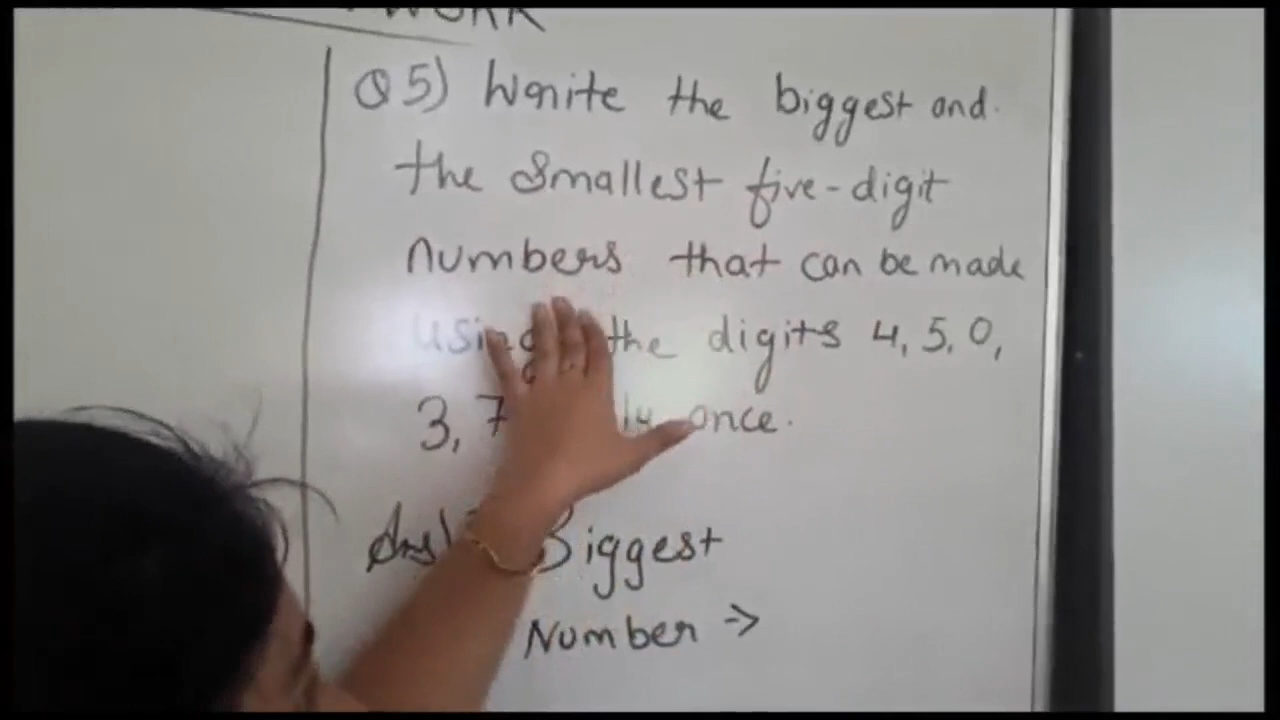 Q5) Write the biggest and
the smallest five-digit
numbers that can be made
using the digits 4, 5, 0,
3, 7 once.
Ans) Biggest
Number →